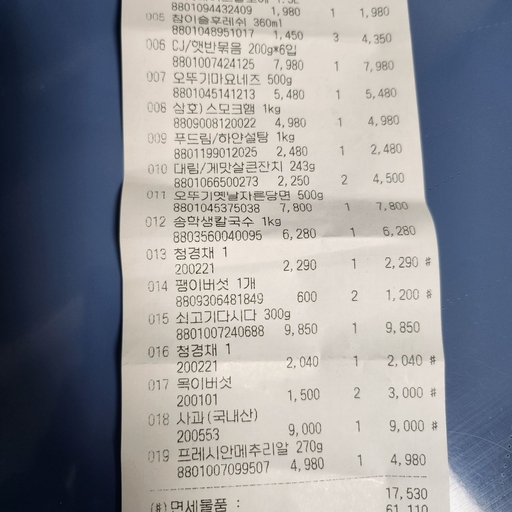 8801094432409 1,980 1 1,980
005 참이슬후레쉬 360ml
8801048951017 1,450 3 4,350
006 CJ/햇반볶음 200g*6입
8801007424125 7,980 1 7,980
007 오뚜기마요네즈 500g
8801045141213 5,480 1 5,480
008 삼호)스모크햄 1kg
8809008120022 4,980 1 4,980
009 푸드림/하얀설탕 1kg
8801199012025 2,480 1 2,480
010 대림/게맛살큰잔치 243g
8801066500273 2,250 2 4,500
011 오뚜기옛날자른당면 500g
8801045375038 7,800 1 7,800
012 송학생칼국수 1kg
8803560040095 6,280 1 6,280
013 청경채 1
200221 2,290 1 2,290 #
014 팽이버섯 1개
8809306481849 600 2 1,200 #
015 쇠고기다시다 300g
8801007240688 9,850 1 9,850
016 청경채 1
200221 2,040 1 2,040 #
017 목이버섯
200101 1,500 2 3,000 #
018 사과(국내산)
200553 9,000 1 9,000 #
019 프레시안메추리알 270g
8801007099507 4,980 1 4,980
(#)면세물품 : 17,530
61,110